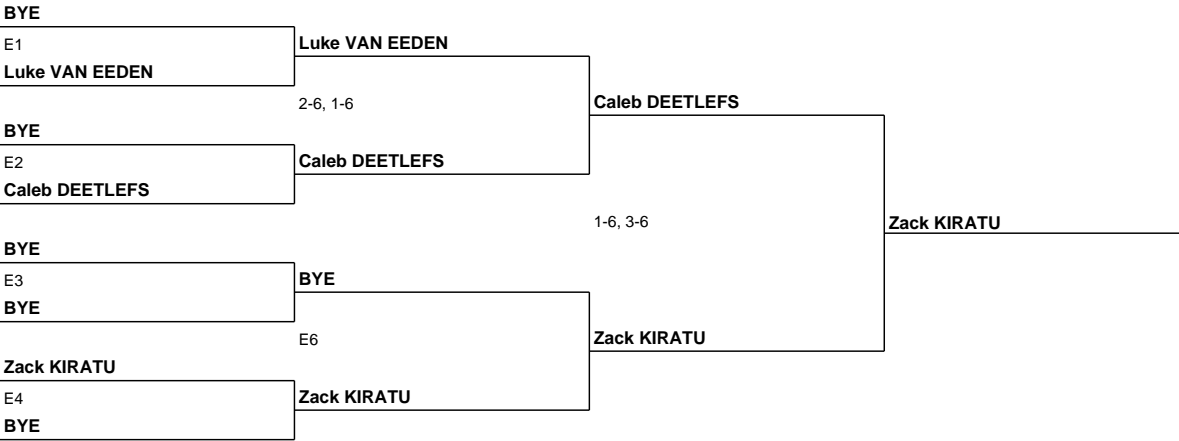 BYE
E1
Luke VAN EEDEN
Luke VAN EEDEN
2-6, 1-6
Caleb DEETLEFS
BYE
E2
Caleb DEETLEFS
Caleb DEETLEFS
1-6, 3-6
Zack KIRATU
BYE
E3
BYE
BYE
E6
Zack KIRATU
Zack KIRATU
E4
Zack KIRATU
BYE